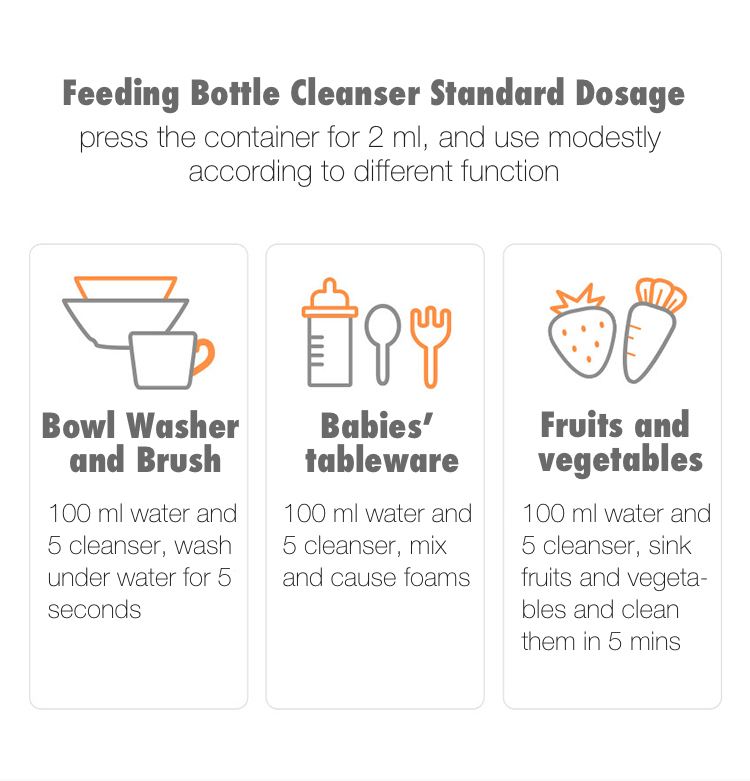 Feeding Bottle Cleanser Standard Dosage
press the container for 2 ml, and use modestly
according to different function
Bowl Washer
and Brush
100 ml water and
5 cleanser, wash
under water for 5
seconds
Babies’
tableware
100 ml water and
5 cleanser, mix
and cause foams
Fruits and
vegetables
100 ml water and
5 cleanser, sink
fruits and vegeta-
bles and clean
them in 5 mins